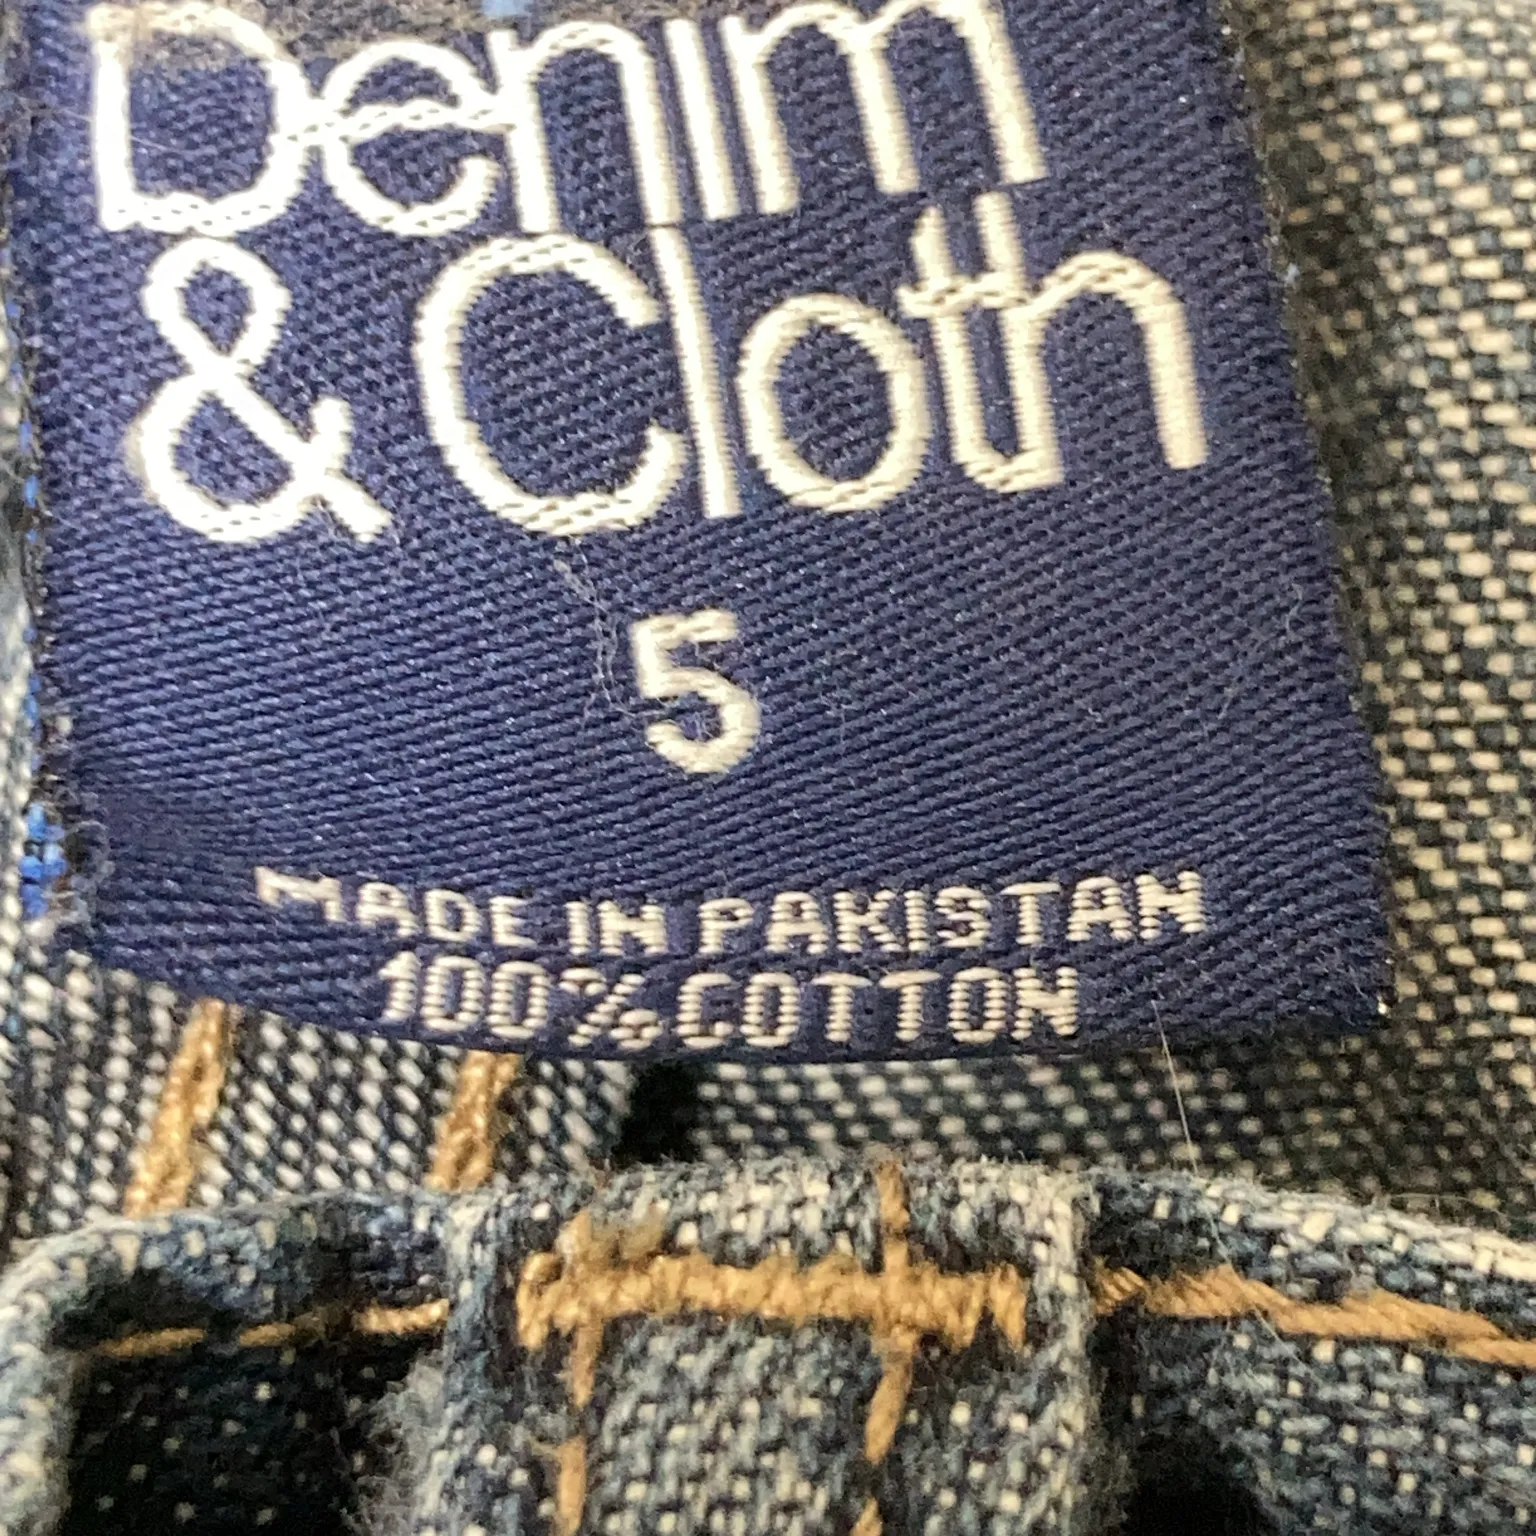 Denim
& Cloth
5
MADE IN PAKISTAN
100% COTTON